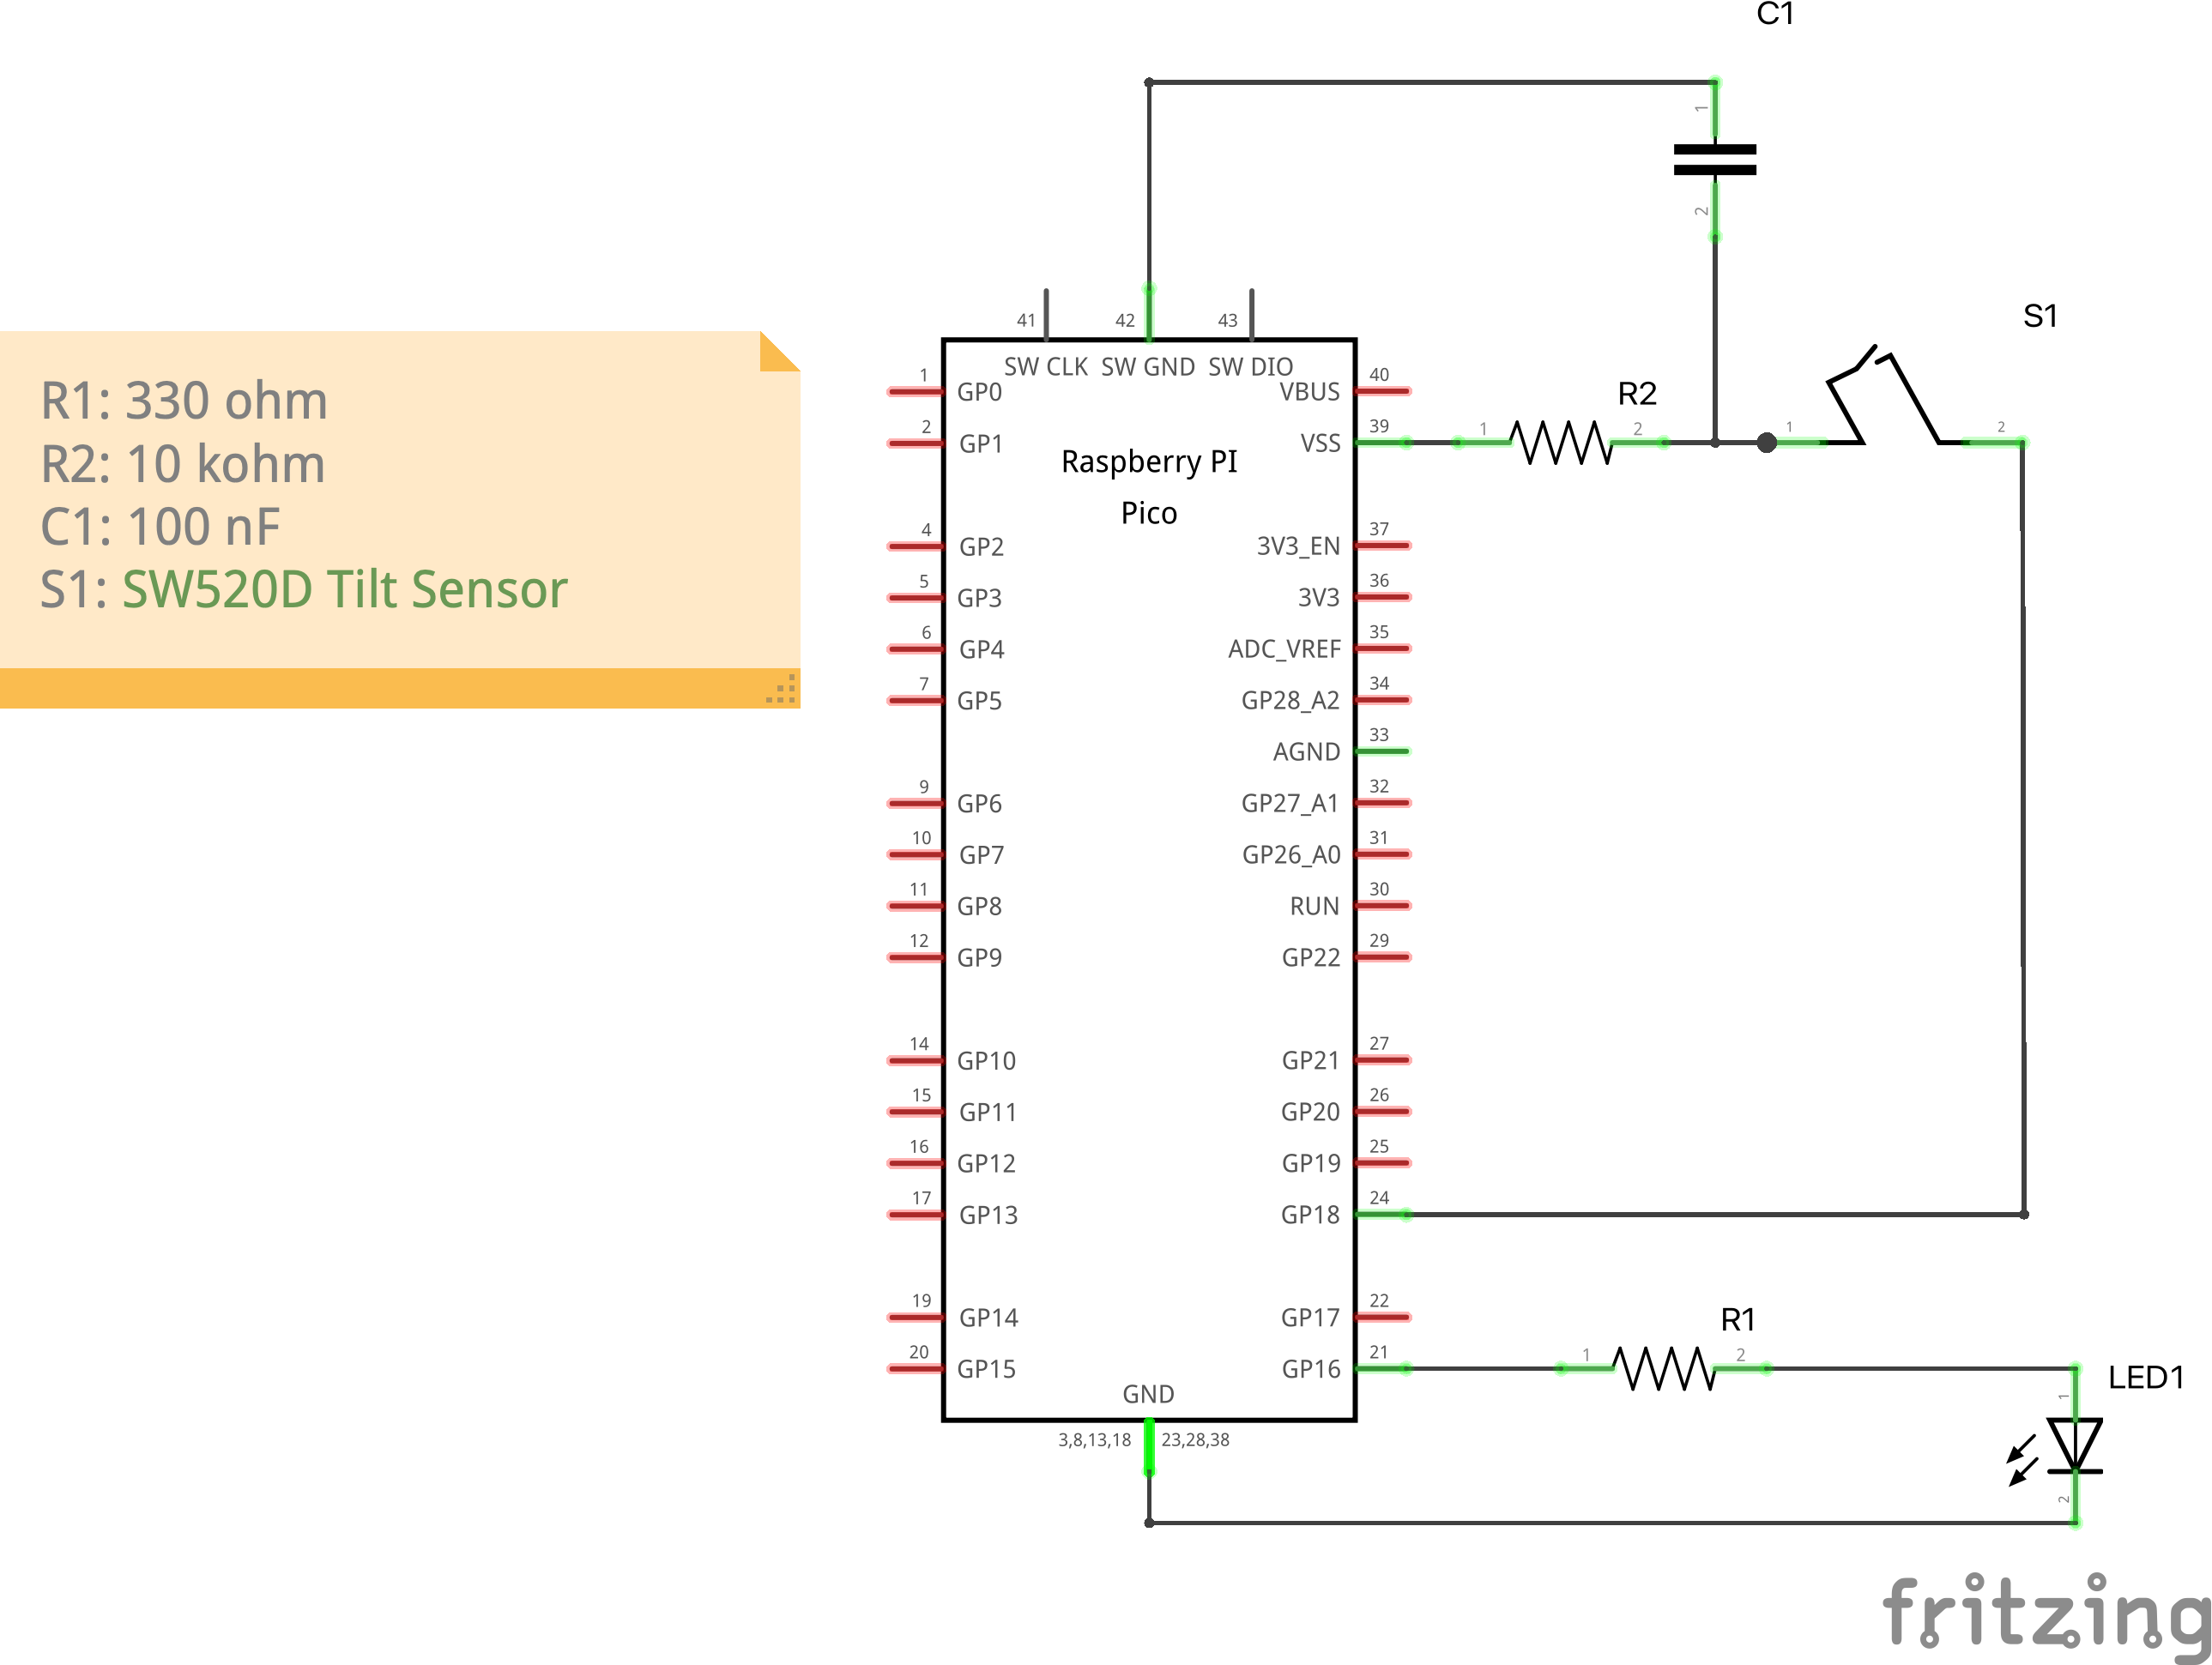 C1
1
2
S1
41
42
43
SW CLK
SW GND
SW DIO
R1: 330 ohm
R2: 10 kohm
C1: 100 nF
S1: SW520D Tilt Sensor
Raspberry PI
Pico
1
GP0
2
GP1
4
GP2
5
GP3
6
GP4
7
GP5
9
GP6
10
GP7
11
GP8
12
GP9
14
GP10
15
GP11
16
GP12
17
GP13
19
GP14
20
GP15
40
VBUS
39
VSS
37
3V3_EN
36
3V3
35
ADC_VREF
34
GP28_A2
33
AGND
32
GP27_A1
31
GP26_A0
30
RUN
29
GP22
27
GP21
26
GP20
25
GP19
24
GP18
22
GP17
21
GP16
R2
1
2
1
2
R1
1
2
LED1
1
2
GND
3,8,13,18
23,28,38
fritzing